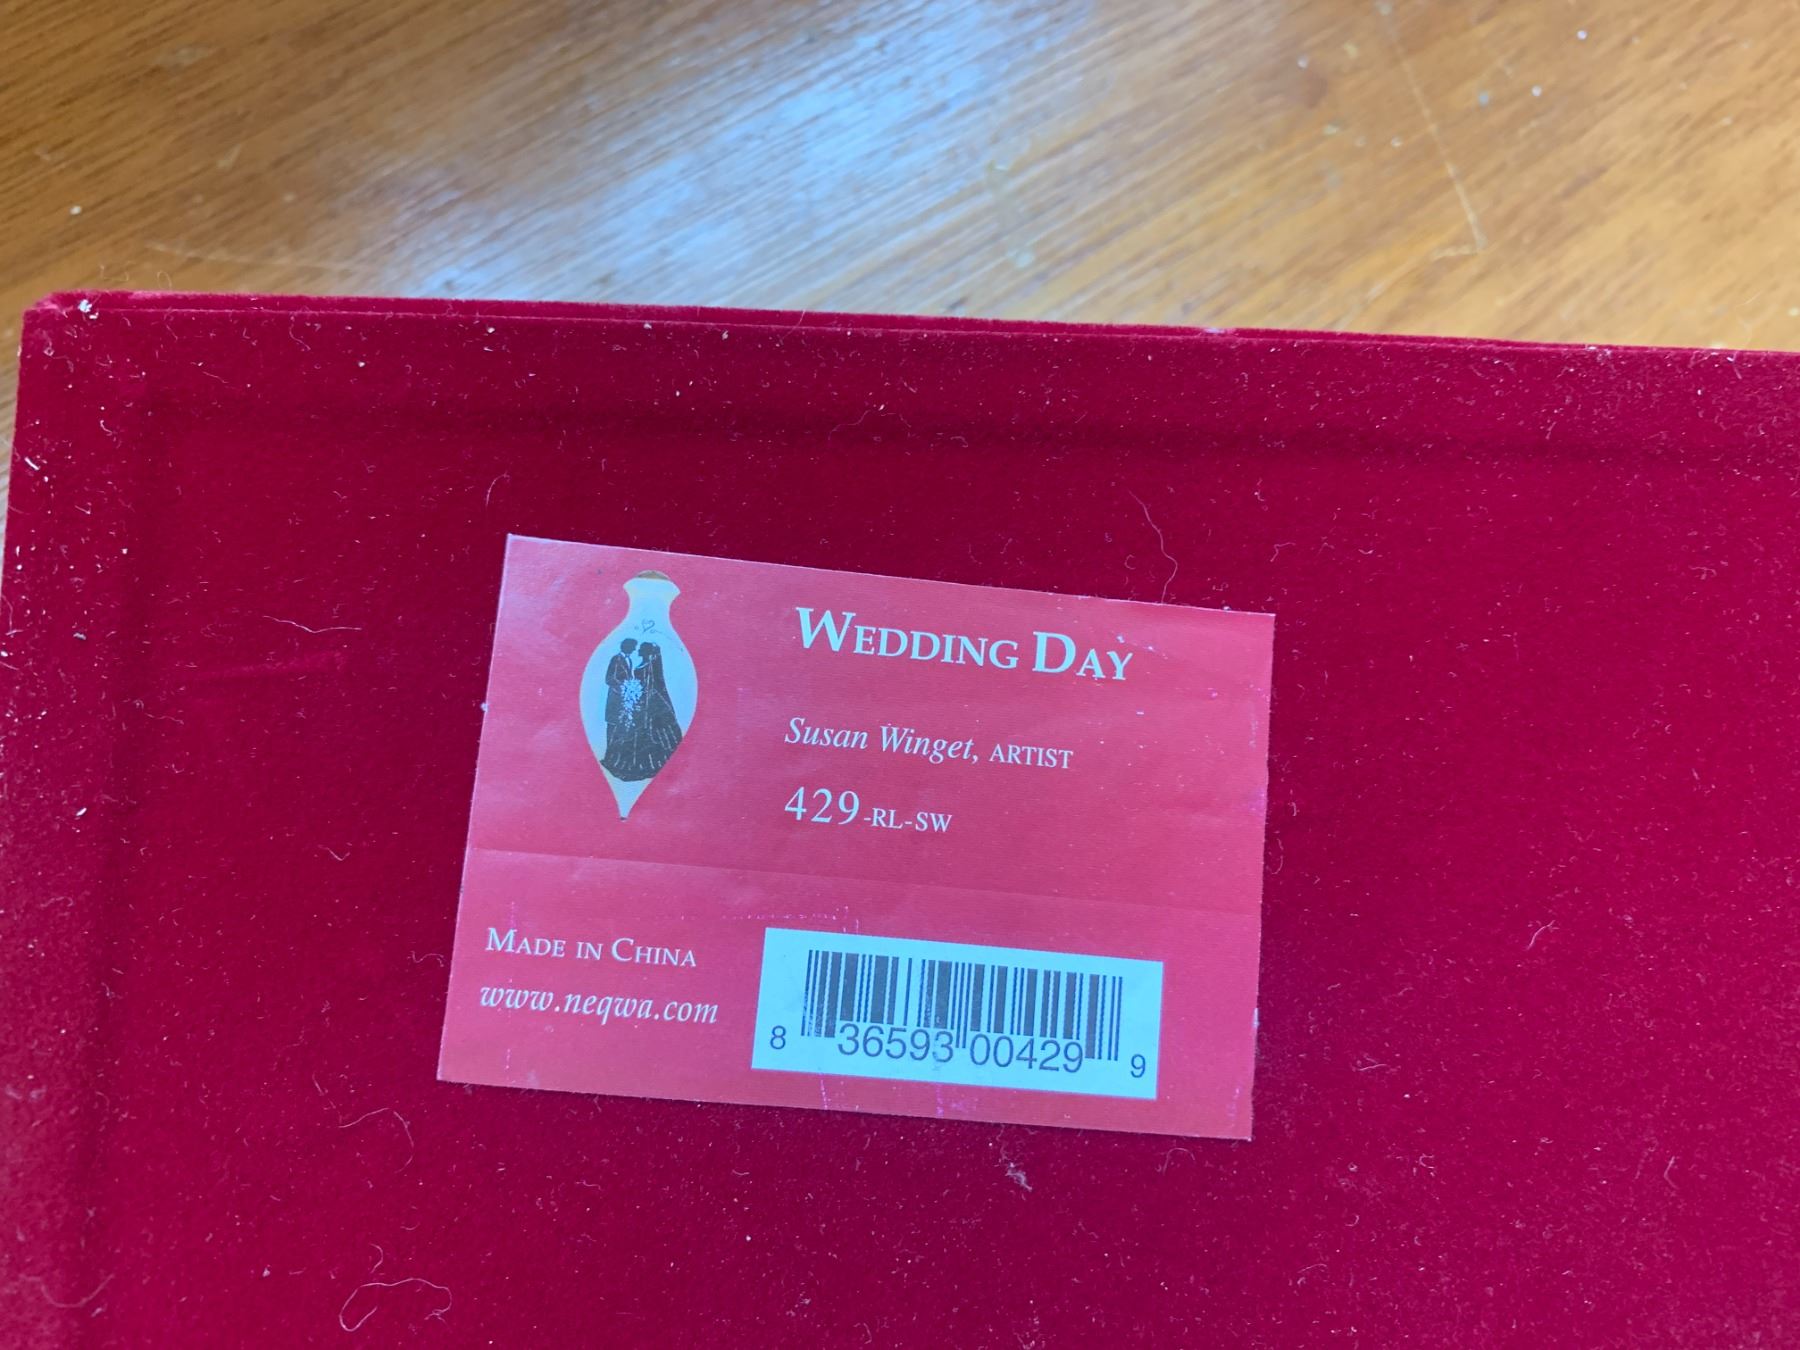 WEDDING DAY
Susan Winget, ARTIST
429-RL-SW
MADE IN CHINA
www.neqwa.com
8 36593 00429 9